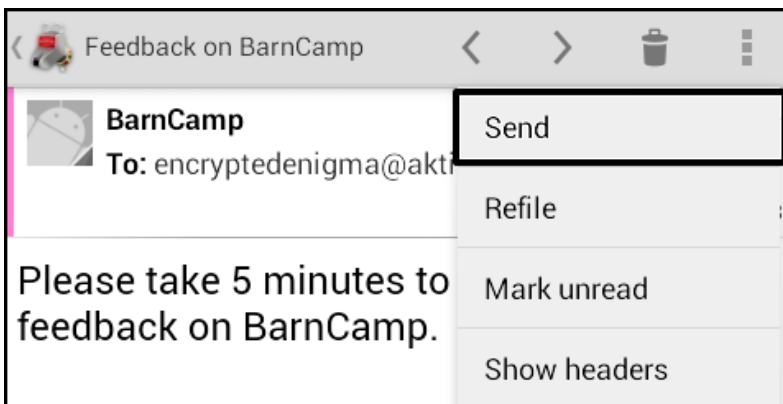 Feedback on BarnCamp
BarnCamp
To: encryptedenigma@akti
Please take 5 minutes to
feedback on BarnCamp.
Send
Refile
Mark unread
Show headers